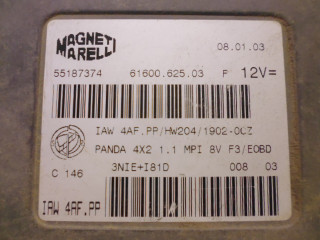 MAGNETI
MARELLI
08.01.03
55187374 61600.625.03 F 12V=
IAW 4AF.PP/HW204/1902-00Z
PANDA 4X2 1.1 MPI 8V F3/EOBD
C 146 3NIE+I81D 008 03
IAW 4AF.PP